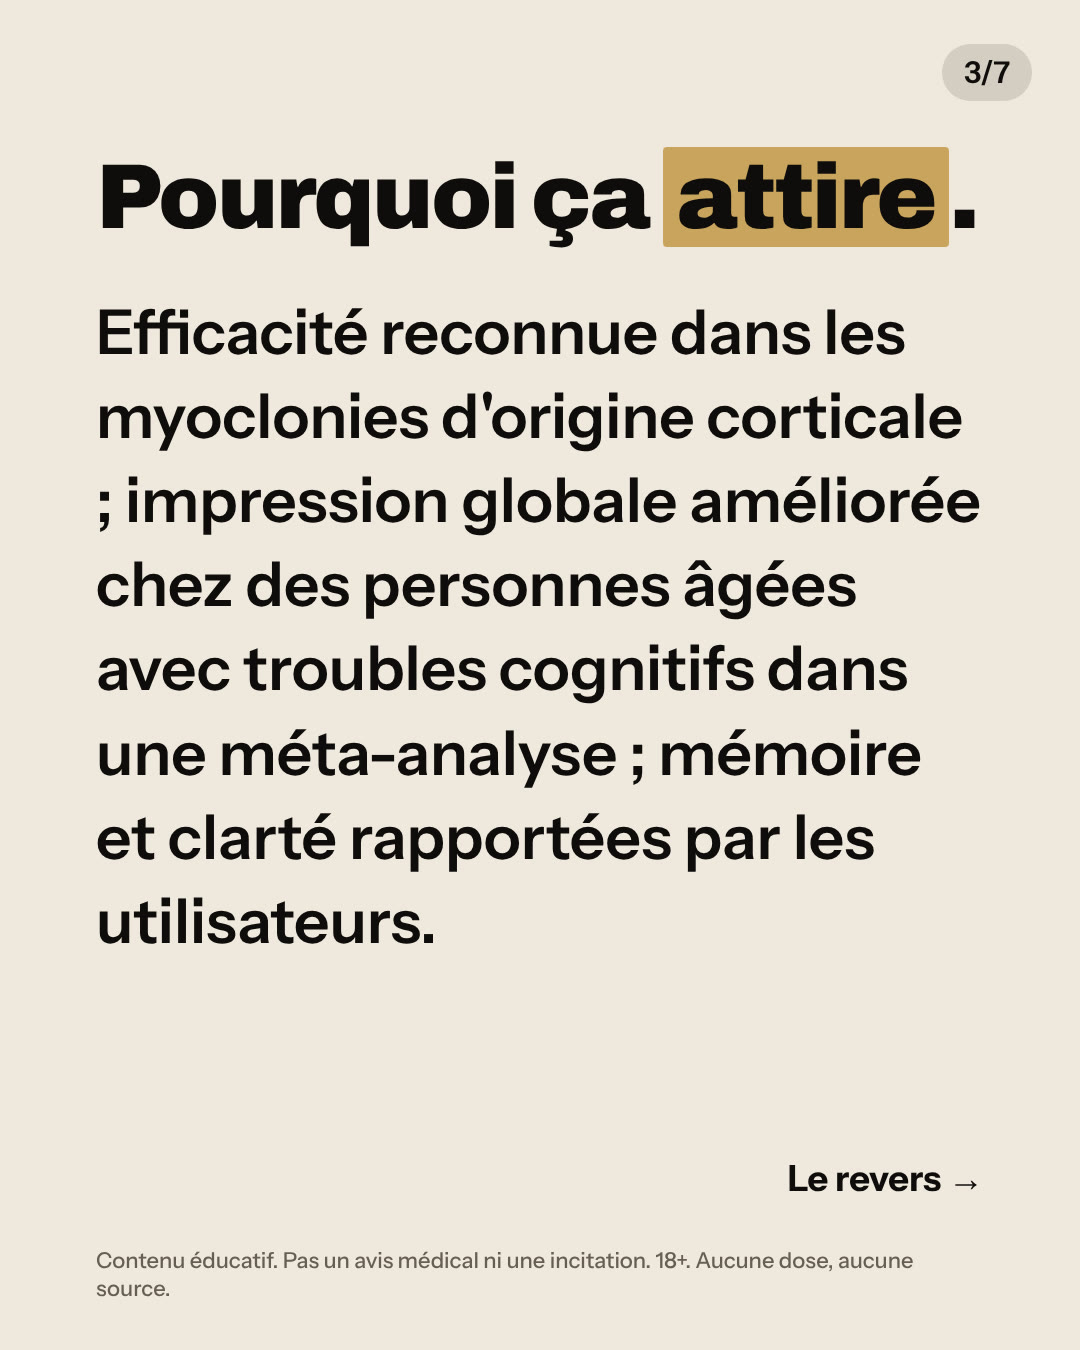 3/7
Pourquoi ça attire.
Efficacité reconnue dans les
myoclonies d'origine corticale
; impression globale améliorée
chez des personnes âgées
avec troubles cognitifs dans
une méta-analyse ; mémoire
et clarté rapportées par les
utilisateurs.
Le revers →
Contenu éducatif. Pas un avis médical ni une incitation. 18+. Aucune dose, aucune
source.